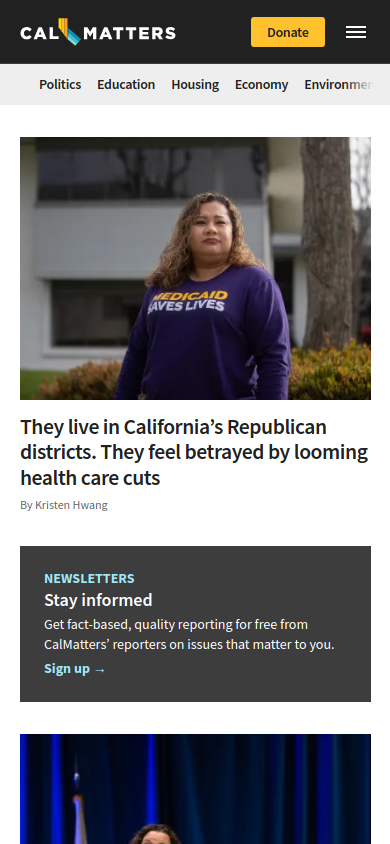 CAL MATTERS
Donate
Politics Education Housing Economy Environmen
MEDICAID
SAVES LIVES
They live in California’s Republican
districts. They feel betrayed by looming
health care cuts
By Kristen Hwang
NEWSLETTERS
Stay informed
Get fact-based, quality reporting for free from
CalMatters’ reporters on issues that matter to you.
Sign up →